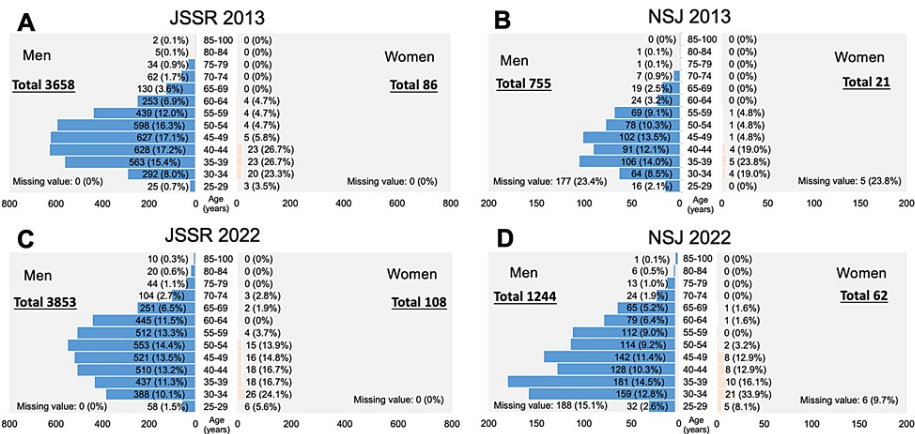 A JSSR 2013
Men Women
Total 3658 Total 86
2 (0.1%) 85-100 0 (0%)
5(0.1%) 80-84 0 (0%)
34 (0.9%) 75-79 0 (0%)
62 (1.7%) 70-74 0 (0%)
130 (3.6%) 65-69 0 (0%)
253 (6.9%) 60-64 4 (4.7%)
439 (12.0%) 55-59 4 (4.7%)
598 (16.3%) 50-54 4 (4.7%)
627 (17.1%) 45-49 5 (5.8%)
628 (17.2%) 40-44 23 (26.7%)
563 (15.4%) 35-39 23 (26.7%)
292 (8.0%) 30-34 20 (23.3%)
25 (0.7%) 25-29 3 (3.5%)
Missing value: 0 (0%) Missing value: 0 (0%)
800 600 400 200 0 Age (years) 0 200 400 600 800
B NSJ 2013
Men Women
Total 755 Total 21
0 (0%) 85-100 0 (0%)
1 (0.1%) 80-84 0 (0%)
1 (0.1%) 75-79 0 (0%)
7 (0.9%) 70-74 0 (0%)
19 (2.5%) 65-69 0 (0%)
24 (3.2%) 60-64 0 (0%)
69 (9.1%) 55-59 1 (4.8%)
78 (10.3%) 50-54 1 (4.8%)
102 (13.5%) 45-49 1 (4.8%)
91 (12.1%) 40-44 4 (19.0%)
106 (14.0%) 35-39 5 (23.8%)
64 (8.5%) 30-34 4 (19.0%)
16 (2.1%) 25-29 0 (0%)
Missing value: 177 (23.4%) Missing value: 5 (23.8%)
200 150 100 50 0 Age (years) 0 50 100 150 200
C JSSR 2022
Men Women
Total 3853 Total 108
10 (0.3%) 85-100 0 (0%)
20 (0.6%) 80-84 0 (0%)
44 (1.1%) 75-79 0 (0%)
104 (2.7%) 70-74 3 (2.8%)
251 (6.5%) 65-69 2 (1.9%)
445 (11.5%) 60-64 0 (0%)
512 (13.3%) 55-59 4 (3.7%)
553 (14.4%) 50-54 15 (13.9%)
521 (13.5%) 45-49 16 (14.8%)
510 (13.2%) 40-44 18 (16.7%)
437 (11.3%) 35-39 18 (16.7%)
388 (10.1%) 30-34 26 (24.1%)
58 (1.5%) 25-29 6 (5.6%)
Missing value: 0 (0%) Missing value: 0 (0%)
800 600 400 200 0 Age (years) 0 200 400 600 800
D NSJ 2022
Men Women
Total 1244 Total 62
1 (0.1%) 85-100 0 (0%)
6 (0.5%) 80-84 0 (0%)
13 (1.0%) 75-79 0 (0%)
24 (1.9%) 70-74 0 (0%)
65 (5.2%) 65-69 1 (1.6%)
79 (6.4%) 60-64 1 (1.6%)
112 (9.0%) 55-59 0 (0%)
114 (9.2%) 50-54 2 (3.2%)
142 (11.4%) 45-49 8 (12.9%)
128 (10.3%) 40-44 8 (12.9%)
181 (14.5%) 35-39 10 (16.1%)
159 (12.8%) 30-34 21 (33.9%)
32 (2.6%) 25-29 5 (8.1%)
Missing value: 188 (15.1%) Missing value: 6 (9.7%)
200 150 100 50 0 Age (years) 0 50 100 150 200